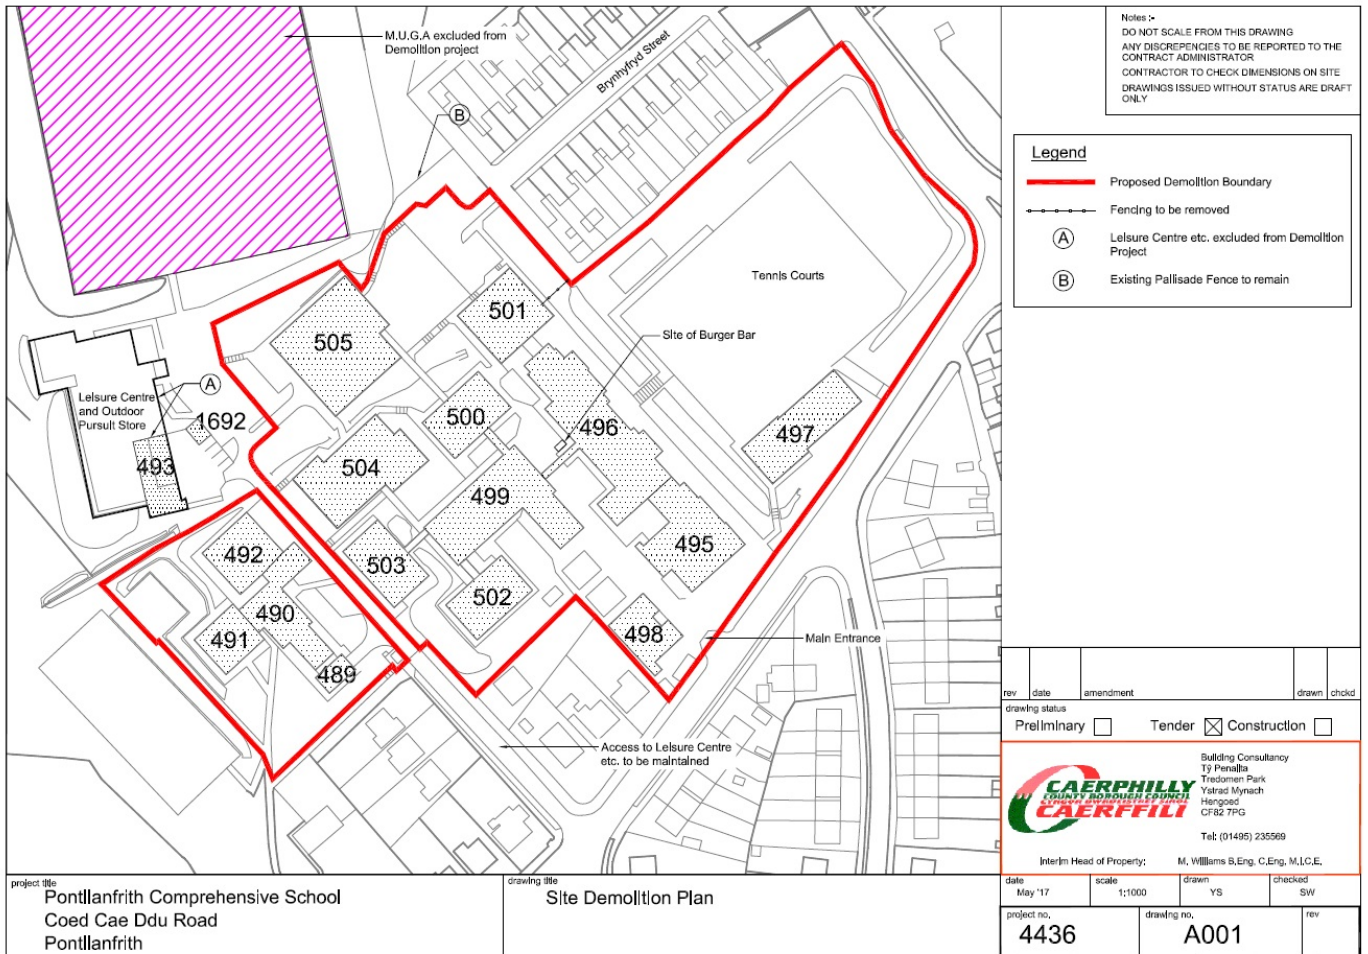 M.U.G.A excluded from
Demolition project
Brynhyfryd Street
B
Tennis Courts
501
505
Site of Burger Bar
Leisure Centre
and Outdoor
Pursuit Store
A
1692
500
496
497
493
504
499
492
503
495
490
502
491
498
489
Main Entrance
Access to Leisure Centre
etc. to be maintained
Notes :-
DO NOT SCALE FROM THIS DRAWING
ANY DISCREPENCIES TO BE REPORTED TO THE
CONTRACT ADMINISTRATOR
CONTRACTOR TO CHECK DIMENSIONS ON SITE
DRAWINGS ISSUED WITHOUT STATUS ARE DRAFT
ONLY
Legend
Proposed Demolition Boundary
Fencing to be removed
A Leisure Centre etc. excluded from Demolition
Project
B Existing Pallisade Fence to remain
rev date amendment drawn chckd
drawing status
Preliminary Tender Construction
CAERPHILLY
COUNTY BOROUGH COUNCIL
CYNGOR BWRDEISTREF SIROL
CAERFFILI
Building Consultancy
Tŷ Penallta
Tredomen Park
Ystrad Mynach
Hengoed
CF82 7PG
Tel: (01495) 235569
Interim Head of Property: M. Williams B.Eng, C.Eng, M.I.C.E.
date scale drawn checked
May '17 1:1000 YS SW
project no. drawing no. rev
4436 A001
project title
Pontllanfrith Comprehensive School
Coed Cae Ddu Road
Pontllanfrith
drawing title
Site Demolition Plan